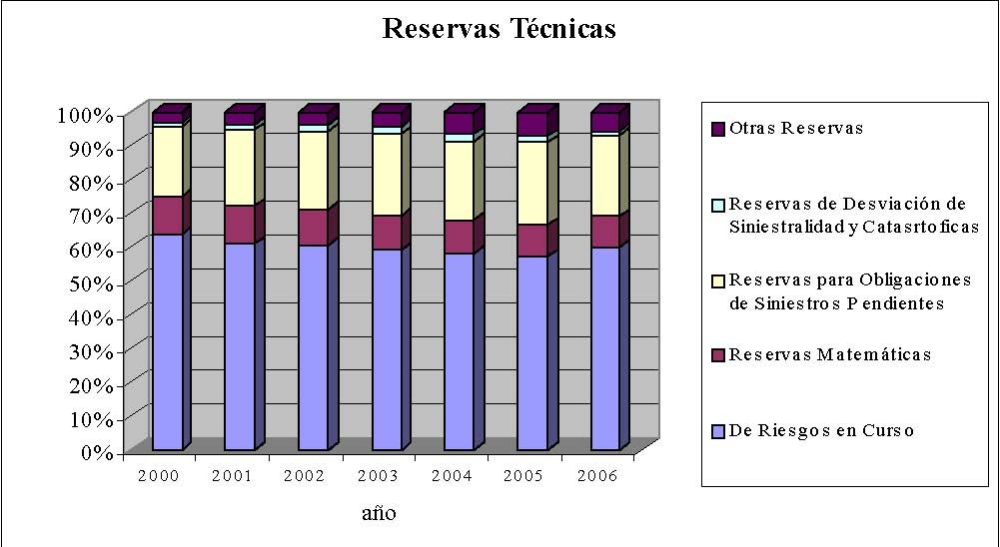 Reservas Técnicas
100%
90%
80%
70%
60%
50%
40%
30%
20%
10%
0%
2000 2001 2002 2003 2004 2005 2006
año
Otras Reservas
Reservas de Desviación de
Siniestralidad y Catasrtoficas
Reservas para Obligaciones
de Siniestros Pendientes
Reservas Matemáticas
De Riesgos en Curso